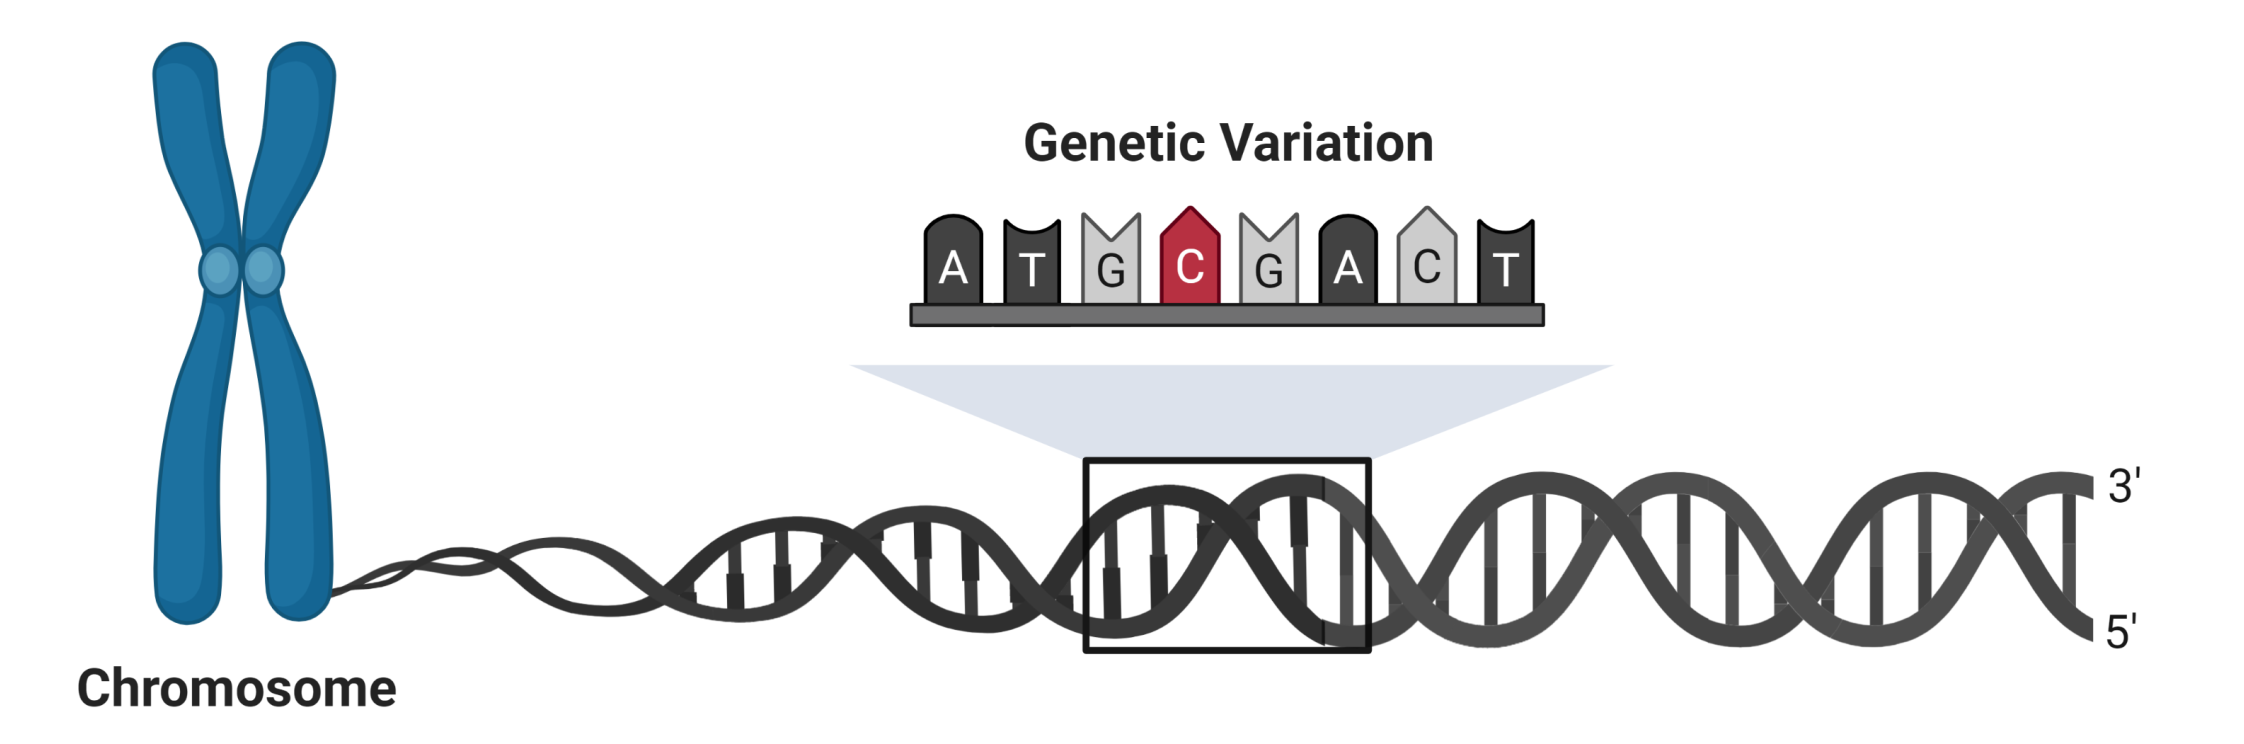 Genetic Variation
A T G C G A C T
3'
5'
Chromosome